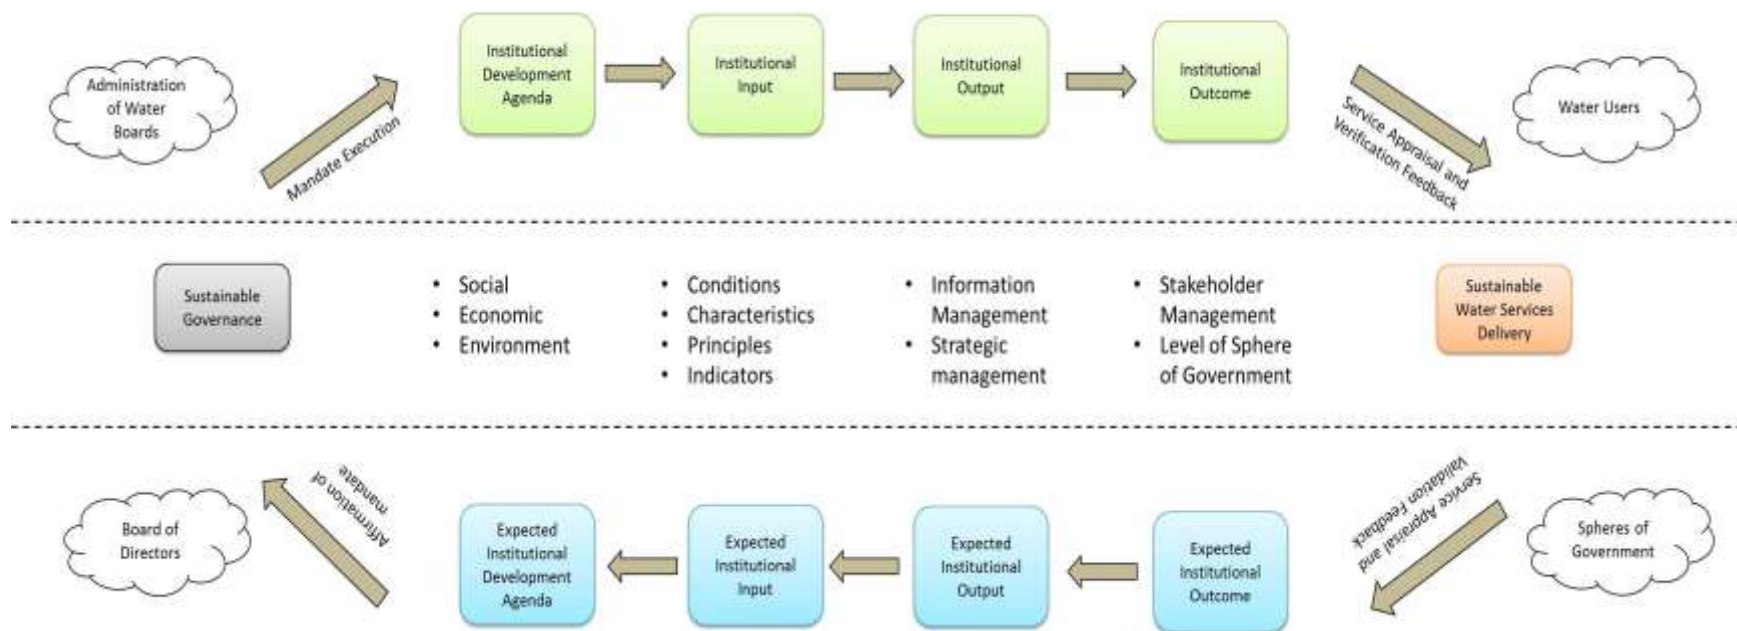 Administration
of Water
Boards
Mandate Execution
Institutional
Development
Agenda
Institutional
Input
Institutional
Output
Institutional
Outcome
Service Appraisal and
Verification Feedback
Water Users
Sustainable
Governance
• Social
• Economic
• Environment
• Conditions
• Characteristics
• Principles
• Indicators
• Information
Management
• Strategic
management
• Stakeholder
Management
• Level of Sphere
of Government
Sustainable
Water Services
Delivery
Board of
Directors
Affirmation of
mandate
Expected
Institutional
Development
Agenda
Expected
Institutional
Input
Expected
Institutional
Output
Expected
Institutional
Outcome
Service Appraisal and
Validation Feedback
Spheres of
Government